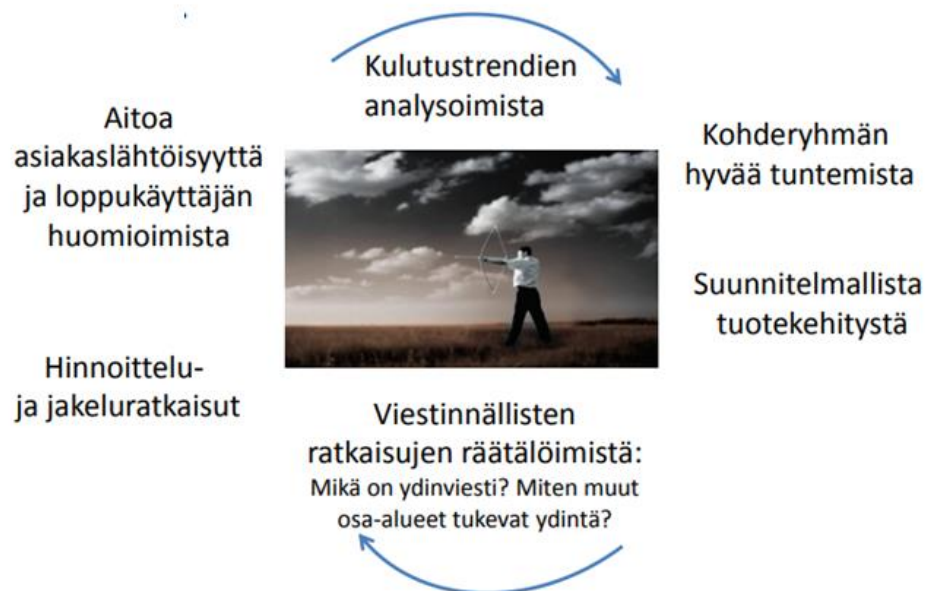 Kulutustrendien
analysoimista
Kohderyhmän
hyvää tuntemista
Suunnitelmallista
tuotekehitystä
Viestinnällisten
ratkaisujen räätälöimistä:
Mikä on ydinviesti? Miten muut
osa-alueet tukevat ydintä?
Hinnoittelu-
ja jakeluratkaisut
Aitoa
asiakaslähtöisyyttä
ja loppukäyttäjän
huomioimista